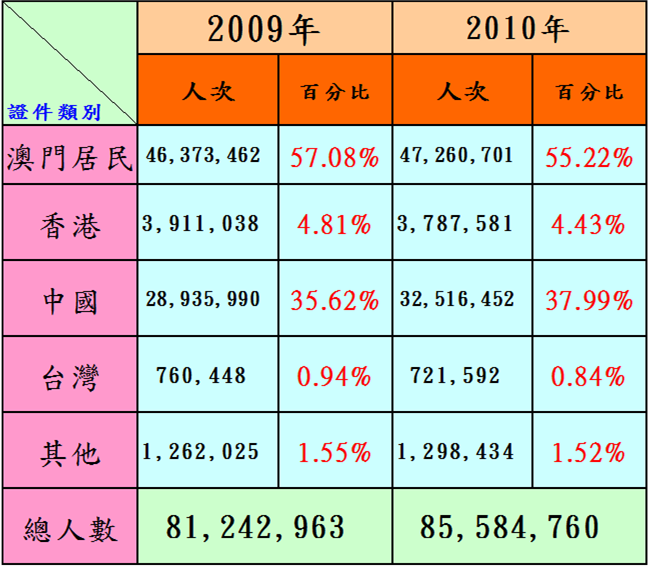 2009年 2010年
證件類別 人次 百分比 人次 百分比
澳門居民 46,373,462 57.08% 47,260,701 55.22%
香港 3,911,038 4.81% 3,787,581 4.43%
中國 28,935,990 35.62% 32,516,452 37.99%
台灣 760,448 0.94% 721,592 0.84%
其他 1,262,025 1.55% 1,298,434 1.52%
總人數 81,242,963 85,584,760